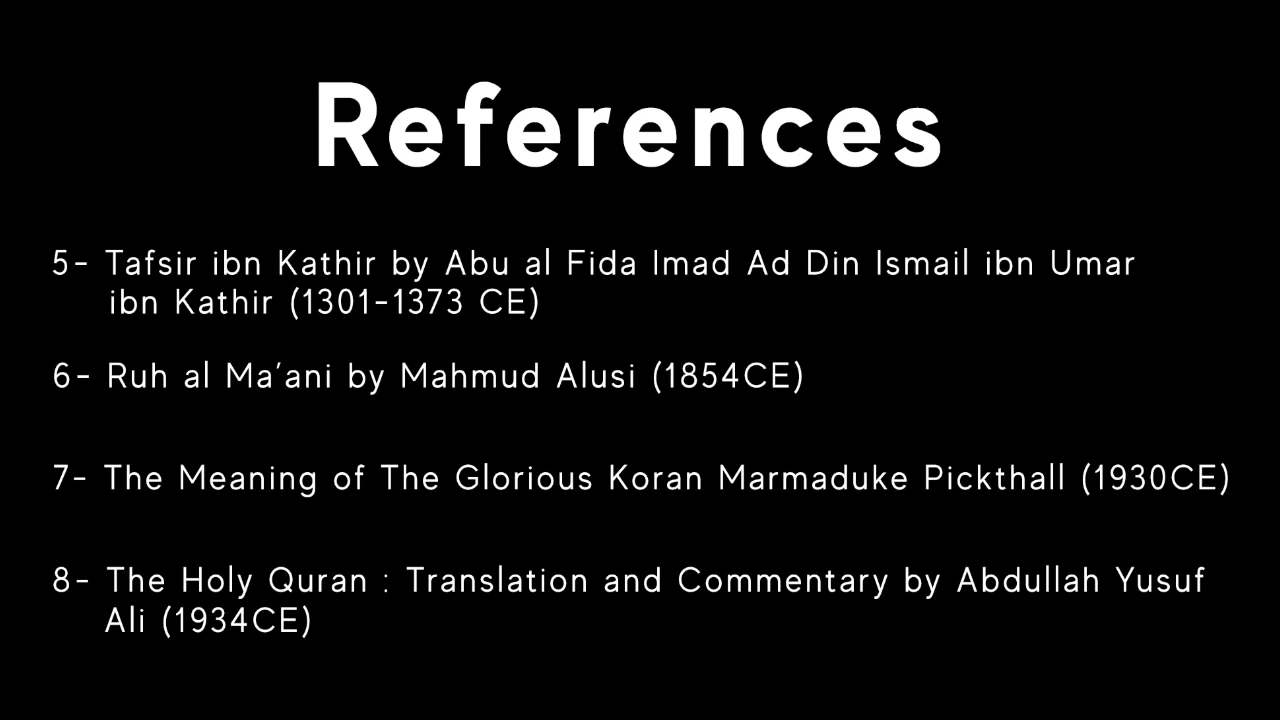 References
5- Tafsir ibn Kathir by Abu al Fida Imad Ad Din Ismail ibn Umar
ibn Kathir (1301-1373 CE)
6- Ruh al Ma'ani by Mahmud Alusi (1854CE)
7- The Meaning of The Glorious Koran Marmaduke Pickthall (1930CE)
8- The Holy Quran : Translation and Commentary by Abdullah Yusuf
Ali (1934CE)